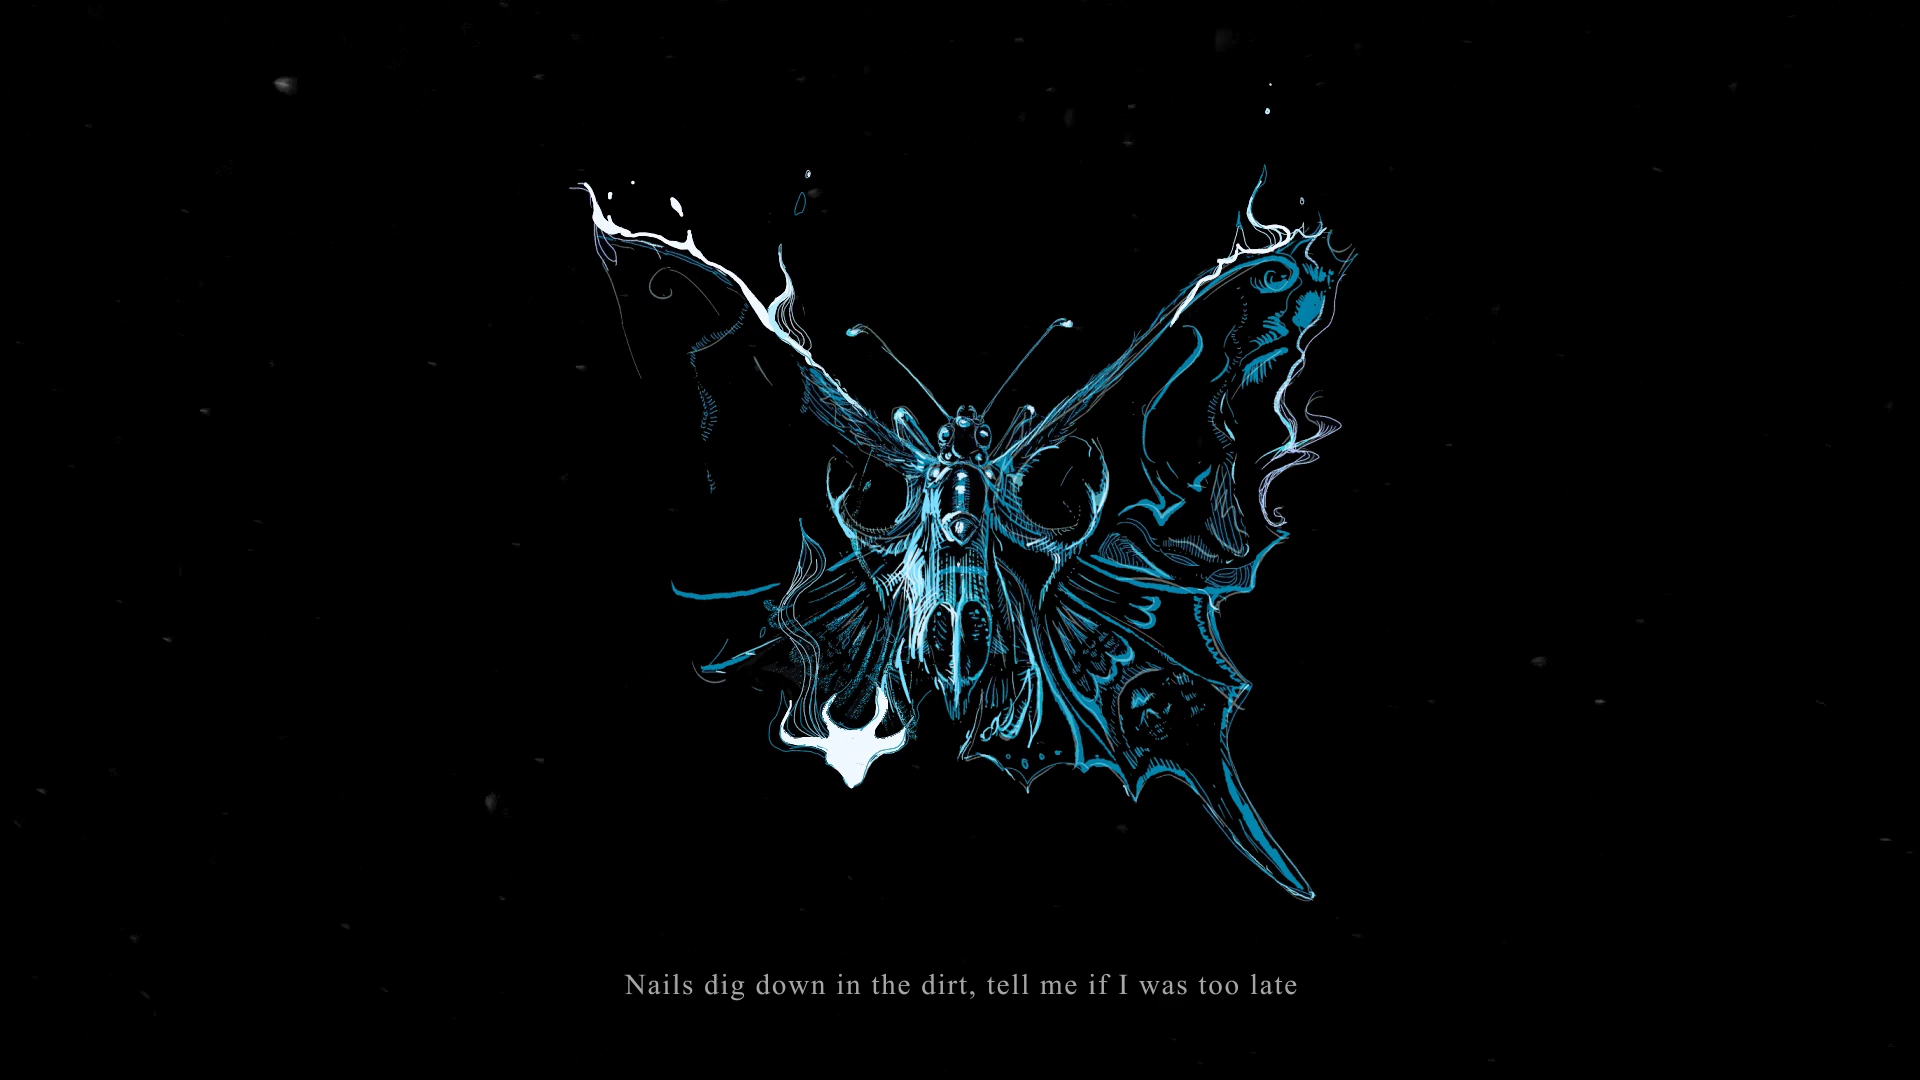 Nails dig down in the dirt, tell me if I was too late